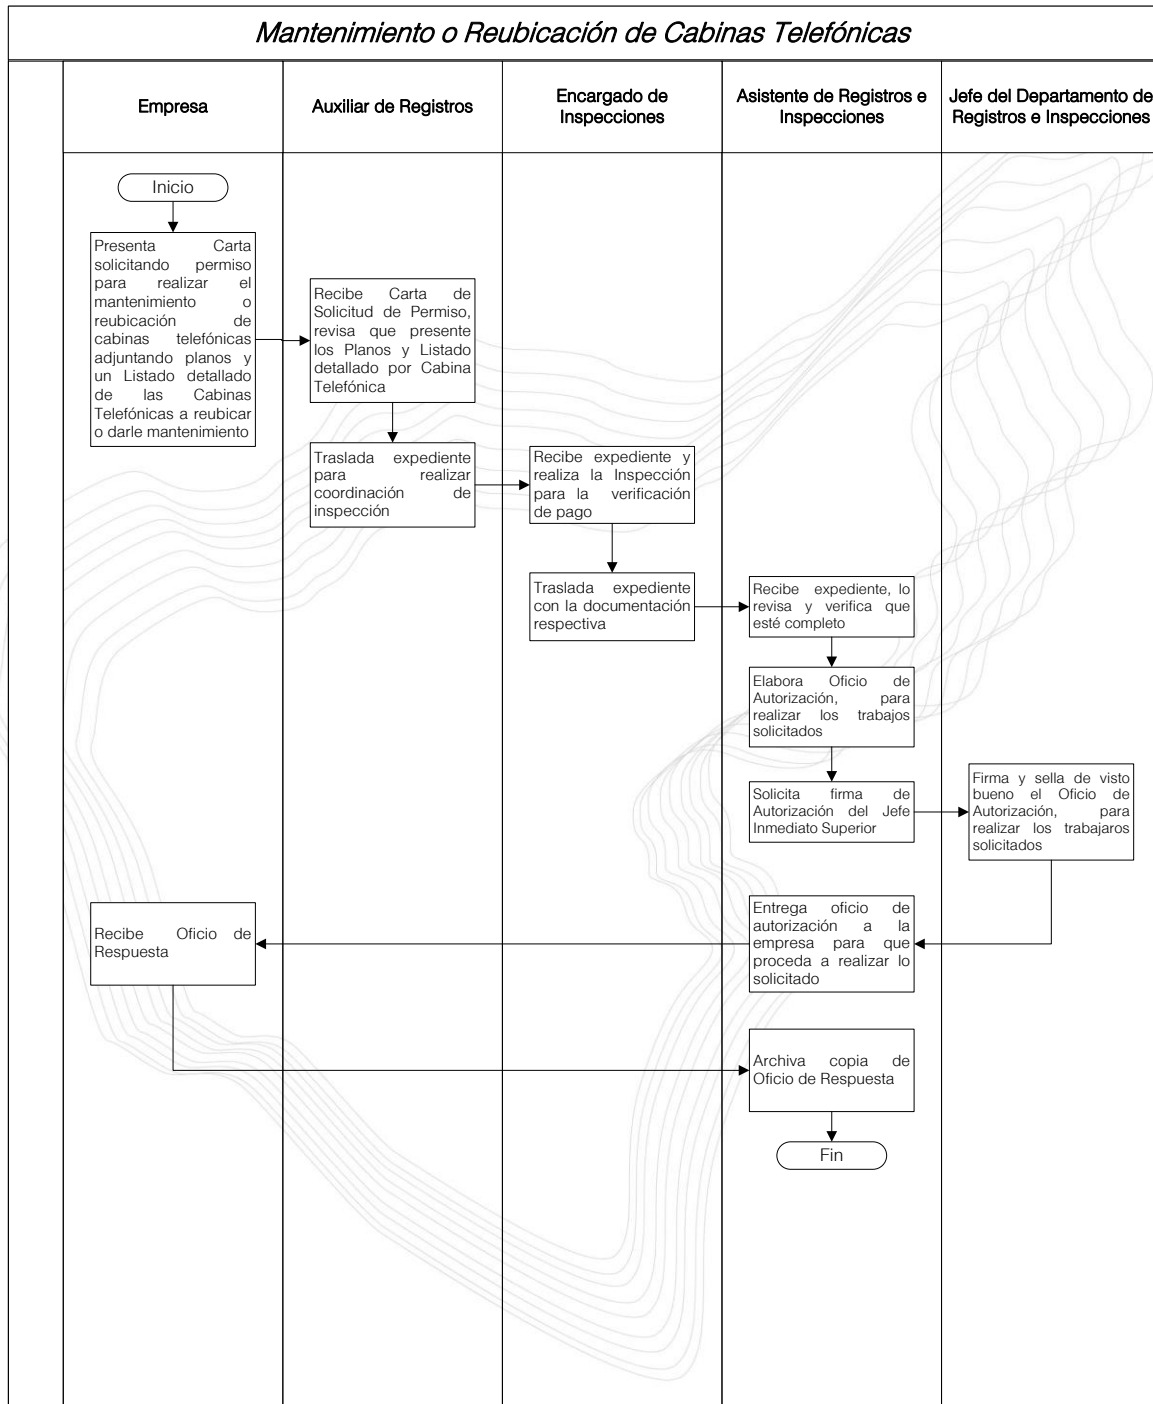 Mantenimiento o Reubicación de Cabinas Telefónicas
Empresa
Auxiliar de Registros
Encargado de
Inspecciones
Asistente de Registros e
Inspecciones
Jefe del Departamento de
Registros e Inspecciones
Inicio
Presenta Carta
solicitando permiso
para realizar el
mantenimiento o
reubicación de
cabinas telefónicas
adjuntando planos y
un Listado detallado
de las Cabinas
Telefónicas a reubicar
o darle mantenimiento
Recibe Carta de
Solicitud de Permiso,
revisa que presente
los Planos y Listado
detallado por Cabina
Telefónica
Traslada expediente
para realizar
coordinación de
inspección
Recibe expediente y
realiza la Inspección
para la verificación
de pago
Traslada expediente
con la documentación
respectiva
Recibe expediente, lo
revisa y verifica que
esté completo
Elabora Oficio de
Autorización, para
realizar los trabajos
solicitados
Solicita firma de
Autorización del Jefe
Inmediato Superior
Firma y sella de visto
bueno el Oficio de
Autorización, para
realizar los trabajaros
solicitados
Entrega oficio de
autorización a la
empresa para que
proceda a realizar lo
solicitado
Recibe Oficio de
Respuesta
Archiva copia de
Oficio de Respuesta
Fin